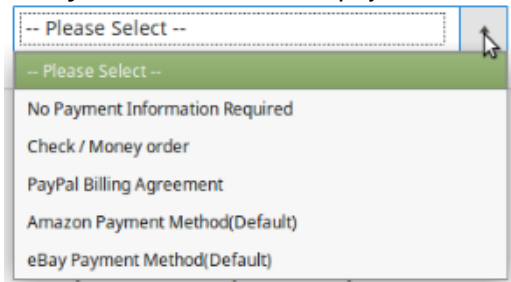 -- Please Select --
-- Please Select --
No Payment Information Required
Check / Money order
PayPal Billing Agreement
Amazon Payment Method(Default)
eBay Payment Method(Default)